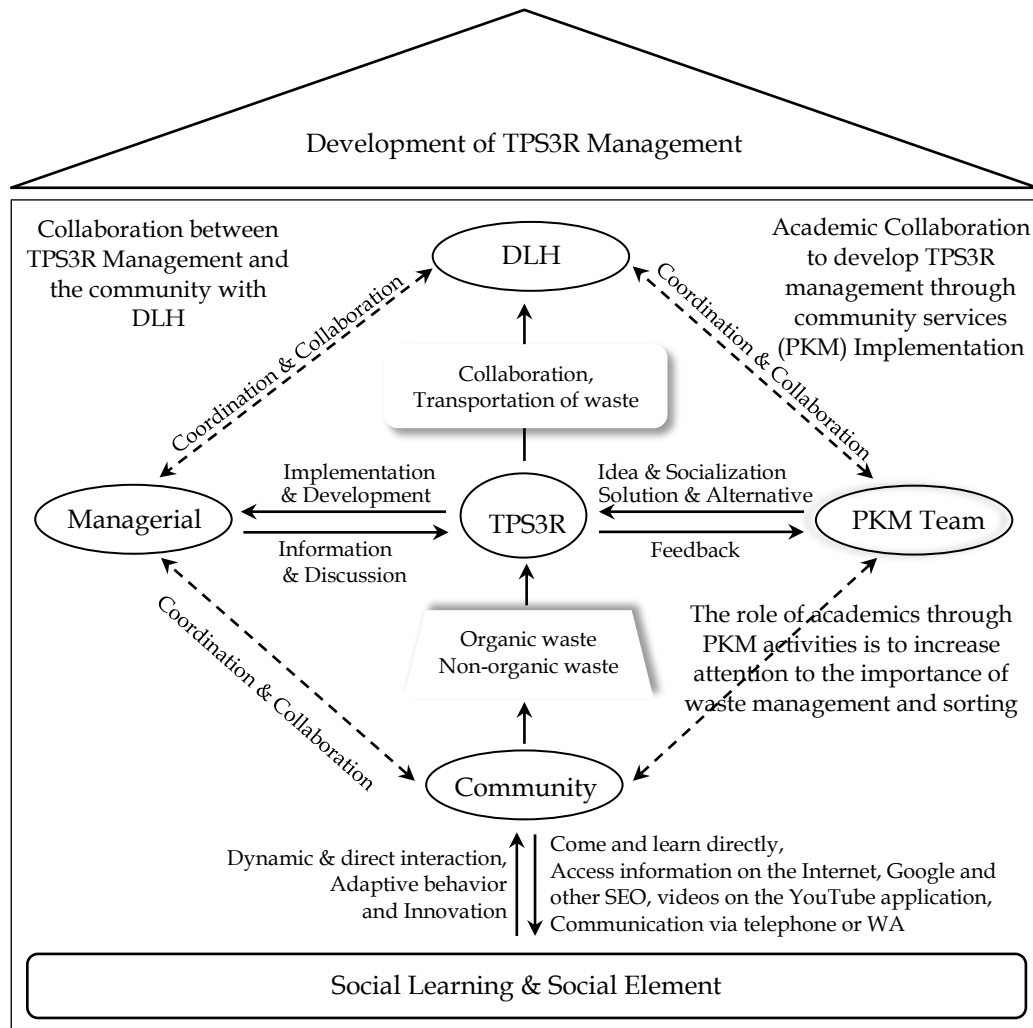 Development of TPS3R Management
Collaboration between
TPS3R Management and
the community with
DLH
DLH
Academic Collaboration
to develop TPS3R
management through
community services
(PKM) Implementation
Coordination & Collaboration
Coordination & Collaboration
Collaboration,
Transportation of waste
Implementation
& Development
Idea & Socialization
Solution & Alternative
Managerial
TPS3R
PKM Team
Information
& Discussion
Feedback
Coordination & Collaboration
Organic waste
Non-organic waste
The role of academics through
PKM activities is to increase
attention to the importance of
waste management and sorting
Community
Dynamic & direct interaction,
Adaptive behavior
and Innovation
Come and learn directly,
Access information on the Internet, Google and
other SEO, videos on the YouTube application,
Communication via telephone or WA
Social Learning & Social Element